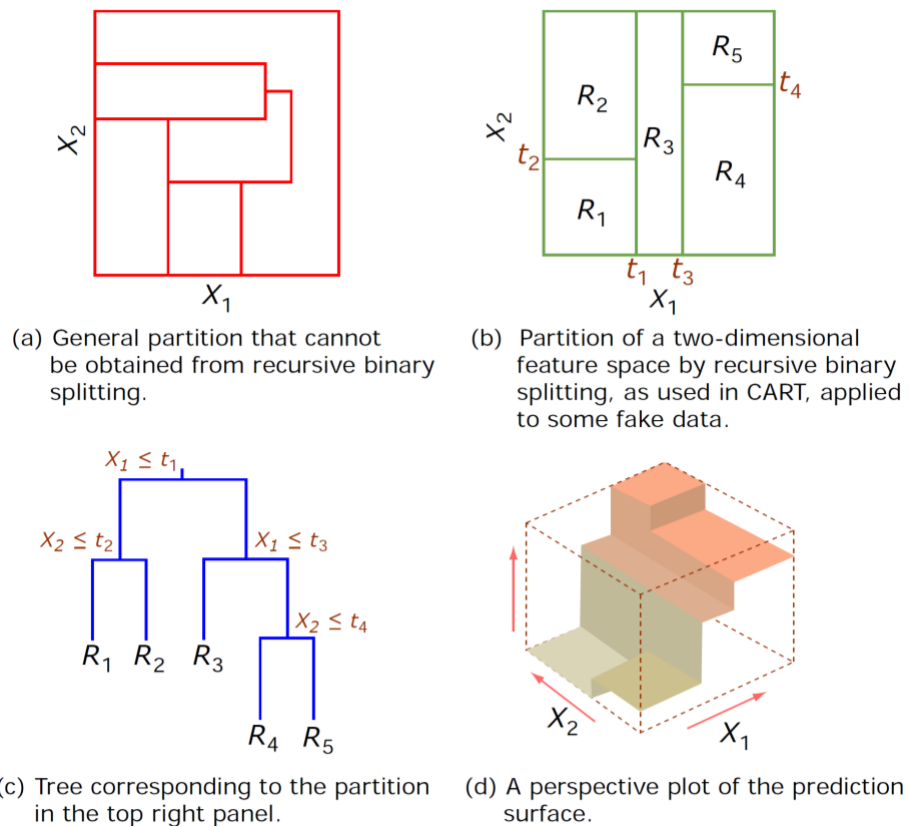 X2
X1
(a) General partition that cannot
be obtained from recursive binary
splitting.
R5
t4
R2
X2
R3
t2
R4
R1
t1 t3
X1
(b) Partition of a two-dimensional
feature space by recursive binary
splitting, as used in CART, applied
to some fake data.
X1 ≤ t1
X2 ≤ t2
X1 ≤ t3
X2 ≤ t4
R1 R2 R3
R4 R5
(c) Tree corresponding to the partition
in the top right panel.
X2
X1
(d) A perspective plot of the prediction
surface.